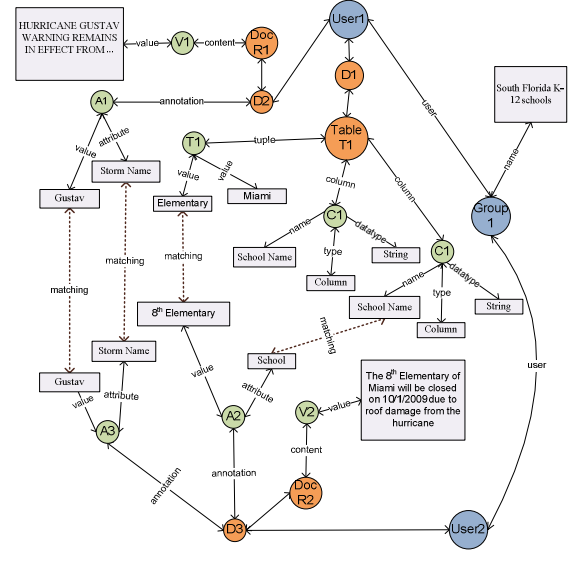 HURRICANE GUSTAV
WARNING REMAINS
IN EFFECT FROM ...
value
V1
content
Doc
R1
User1
D1
D2
annotation
A1
value
attribute
Storm Name
Gustav
T1
tuple
Table
T1
value
value
Elementary
Miami
column
column
user
South Florida K-
12 schools
name
Group
1
C1
name
type
datatype
School Name
Column
String
C1
name
type
datatype
School Name
Column
String
matching
matching
matching
matching
8th Elementary
Storm Name
Gustav
School
value
attribute
A3
value
attribute
A2
V2
value
The 8th Elementary of
Miami will be closed
on 10/1/2009 due to
roof damage from the
hurricane
user
content
annotation
annotation
Doc
R2
D3
User2